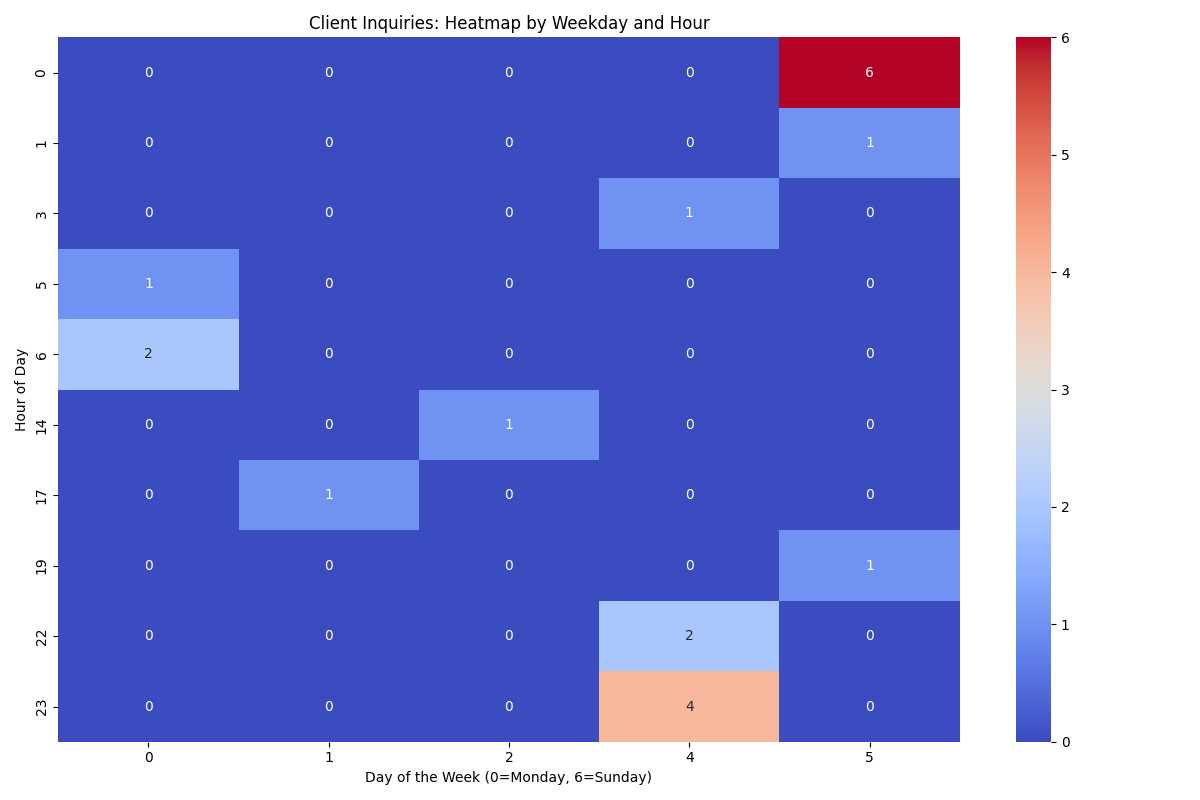 Client Inquiries: Heatmap by Weekday and Hour
0 0 0 0 0 6
1 0 0 0 0 1
3 0 0 0 1 0
5 1 0 0 0 0
6 2 0 0 0 0
14 0 0 1 0 0
17 0 1 0 0 0
19 0 0 0 0 1
22 0 0 0 2 0
23 0 0 0 4 0
Hour of Day
0 1 2 4 5
Day of the Week (0=Monday, 6=Sunday)
6
5
4
3
2
1
0